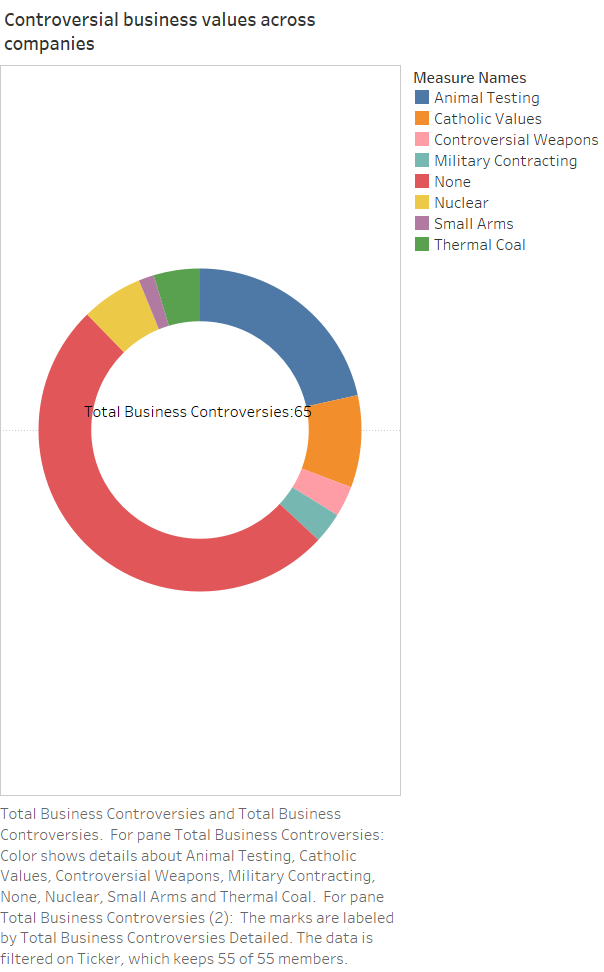 Controversial business values across
companies
Measure Names
Animal Testing
Catholic Values
Controversial Weapons
Military Contracting
None
Nuclear
Small Arms
Thermal Coal
Total Business Controversies:65
Total Business Controversies and Total Business
Controversies.  For pane Total Business Controversies:
Color shows details about Animal Testing, Catholic
Values, Controversial Weapons, Military Contracting,
None, Nuclear, Small Arms and Thermal Coal.  For pane
Total Business Controversies (2):  The marks are labeled
by Total Business Controversies Detailed. The data is
filtered on Ticker, which keeps 55 of 55 members.